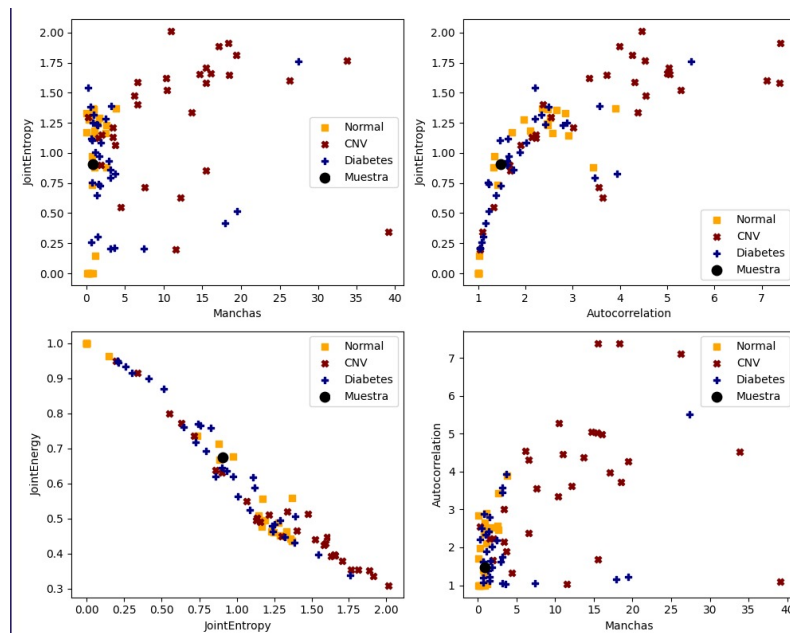 2.00
1.75
1.50
1.25
1.00
0.75
0.50
0.25
0.00
JointEntropy
Normal
CNV
Diabetes
Muestra
0 5 10 15 20 25 30 35 40
Manchas
2.00
1.75
1.50
1.25
1.00
0.75
0.50
0.25
0.00
JointEntropy
Normal
CNV
Diabetes
Muestra
1 2 3 4 5 6 7
Autocorrelation
1.0
0.9
0.8
0.7
0.6
0.5
0.4
0.3
JointEnergy
Normal
CNV
Diabetes
Muestra
0.00 0.25 0.50 0.75 1.00 1.25 1.50 1.75 2.00
JointEntropy
7
6
5
4
3
2
1
Autocorrelation
Normal
CNV
Diabetes
Muestra
0 5 10 15 20 25 30 35 40
Manchas